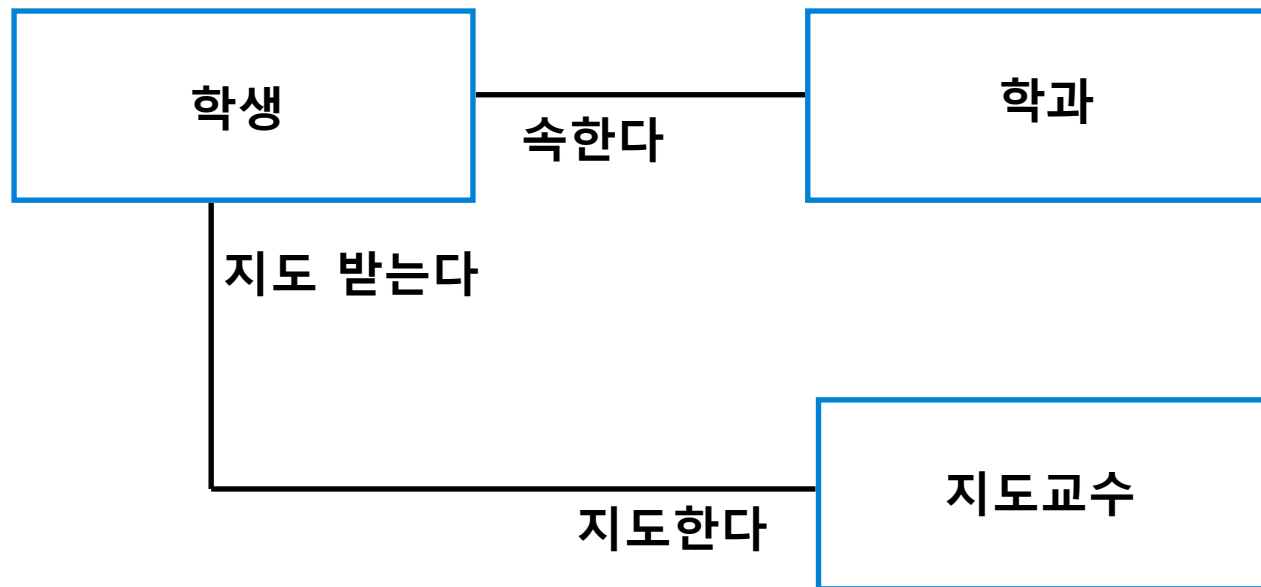 학생
학과
속한다
지도 받는다
지도교수
지도한다